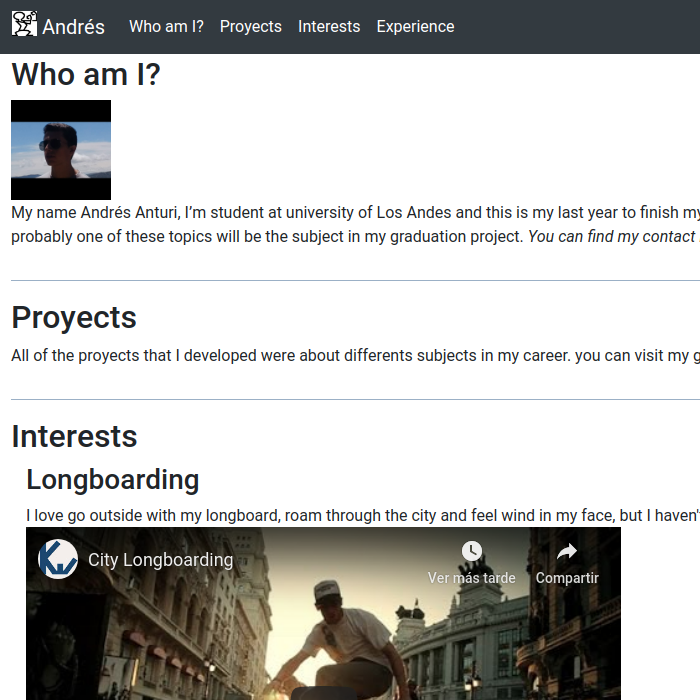 Andrés Who am I? Proyects Interests Experience
Who am I?
My name Andrés Anturi, I'm student at university of Los Andes and this is my last year to finish my
probably one of these topics will be the subject in my graduation project. You can find my contact
Proyects
All of the proyects that I developed were about differents subjects in my career. you can visit my g
Interests
Longboarding
I love go outside with my longboard, roam through the city and feel wind in my face, but I haven'
City Longboarding
Ver más tarde Compartir